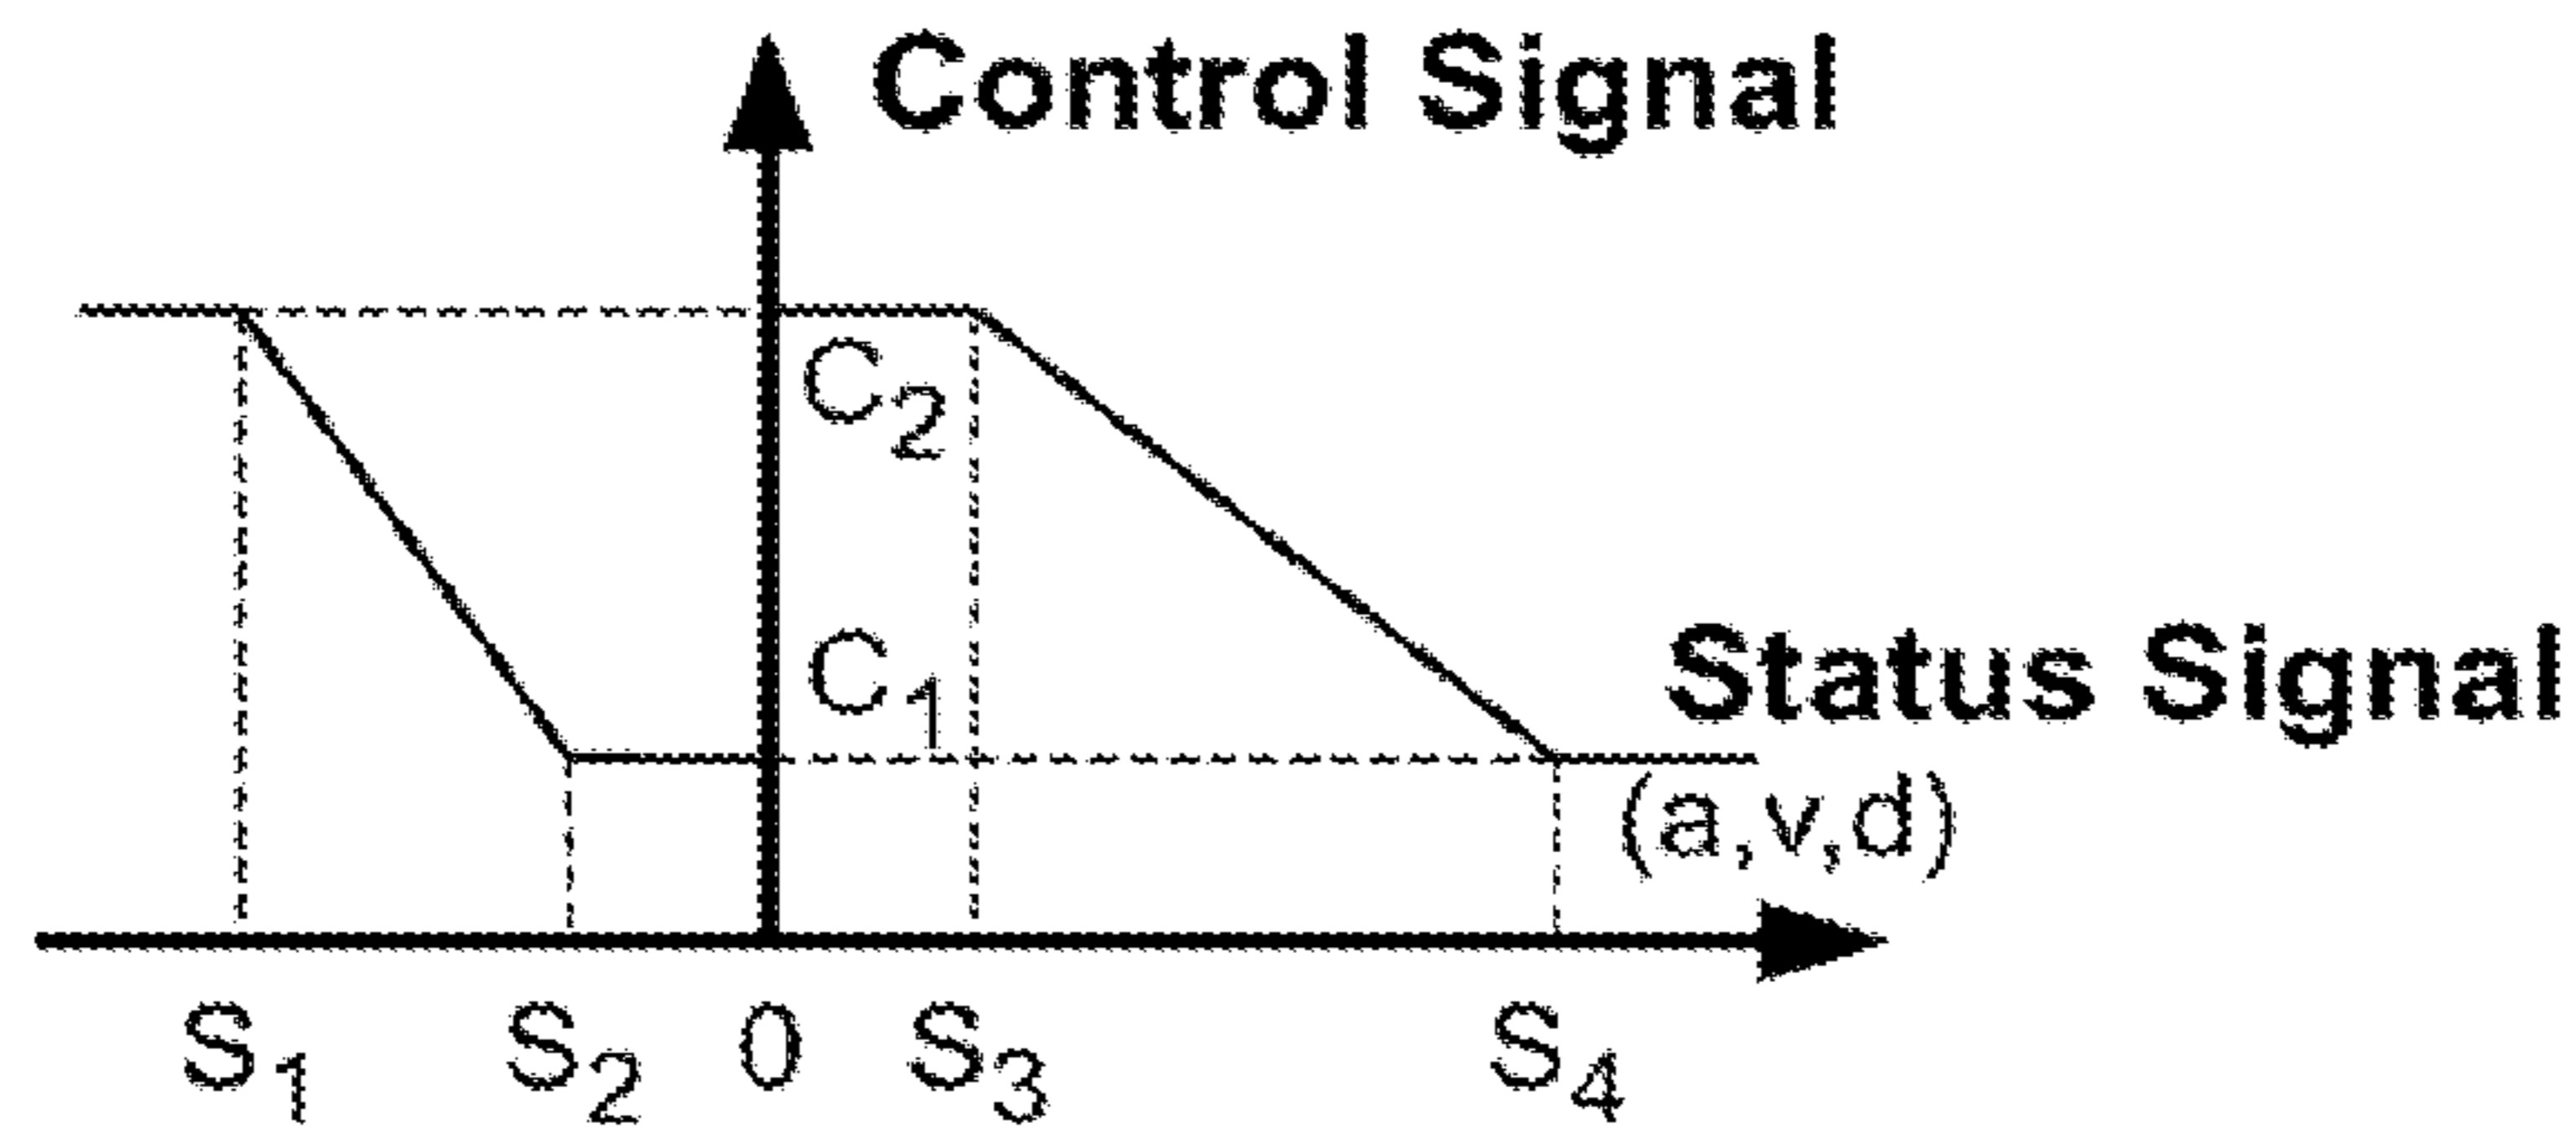 Control Signal
C2
C1
Status Signal
(a,v,d)
S1 S2 0 S3 S4